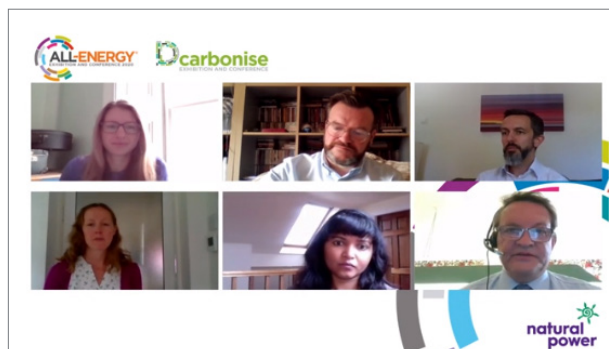 ALL-ENERGY
EXHIBITION AND CONFERENCE 2020
Dcarbonise
EXHIBITION AND CONFERENCE
natural
power